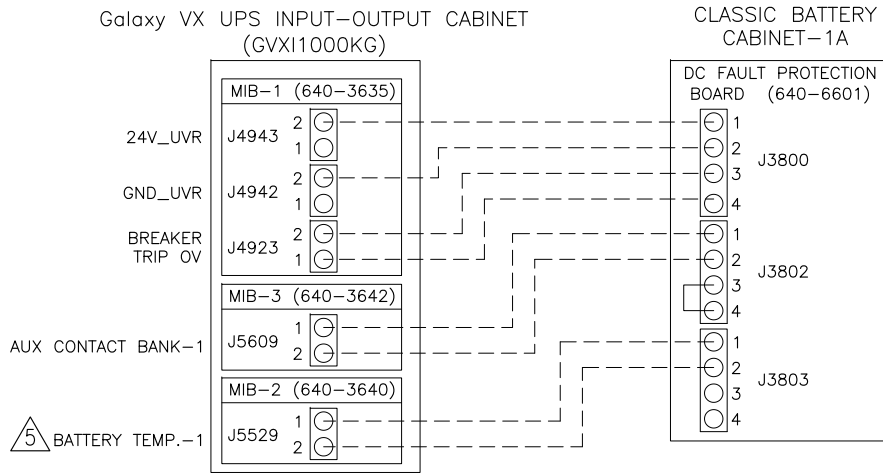 Galaxy VX UPS INPUT-OUTPUT CABINET
(GVXI1000KG)
CLASSIC BATTERY
CABINET-1A
MIB-1 (640-3635)
24V_UVR
J4943
2
1
GND_UVR
J4942
2
1
BREAKER
TRIP 0V
J4923
2
1
MIB-3 (640-3642)
AUX CONTACT BANK-1
J5609
1
2
MIB-2 (640-3640)
5 BATTERY TEMP.-1
J5529
1
2
DC FAULT PROTECTION
BOARD (640-6601)
1
2
3
4
J3800
1
2
3
4
J3802
1
2
3
4
J3803